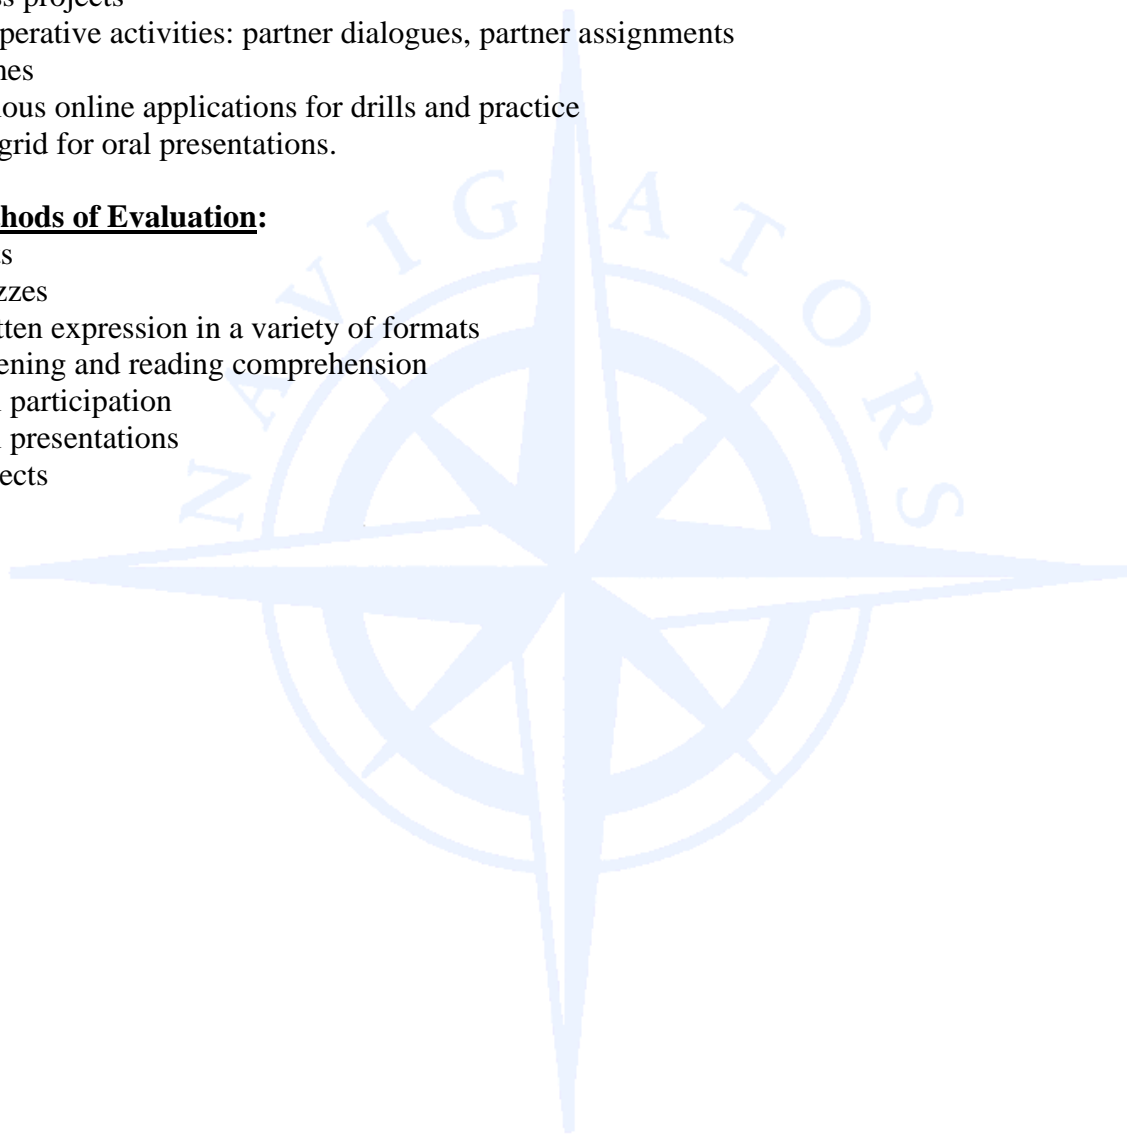 s projects
perative activities: partner dialogues, partner assignments
nes
ious online applications for drills and practice
grid for oral presentations.
hods of Evaluation:
s
zzes
tten expression in a variety of formats
ening and reading comprehension
participation
presentations
ects
NAVIGATORS